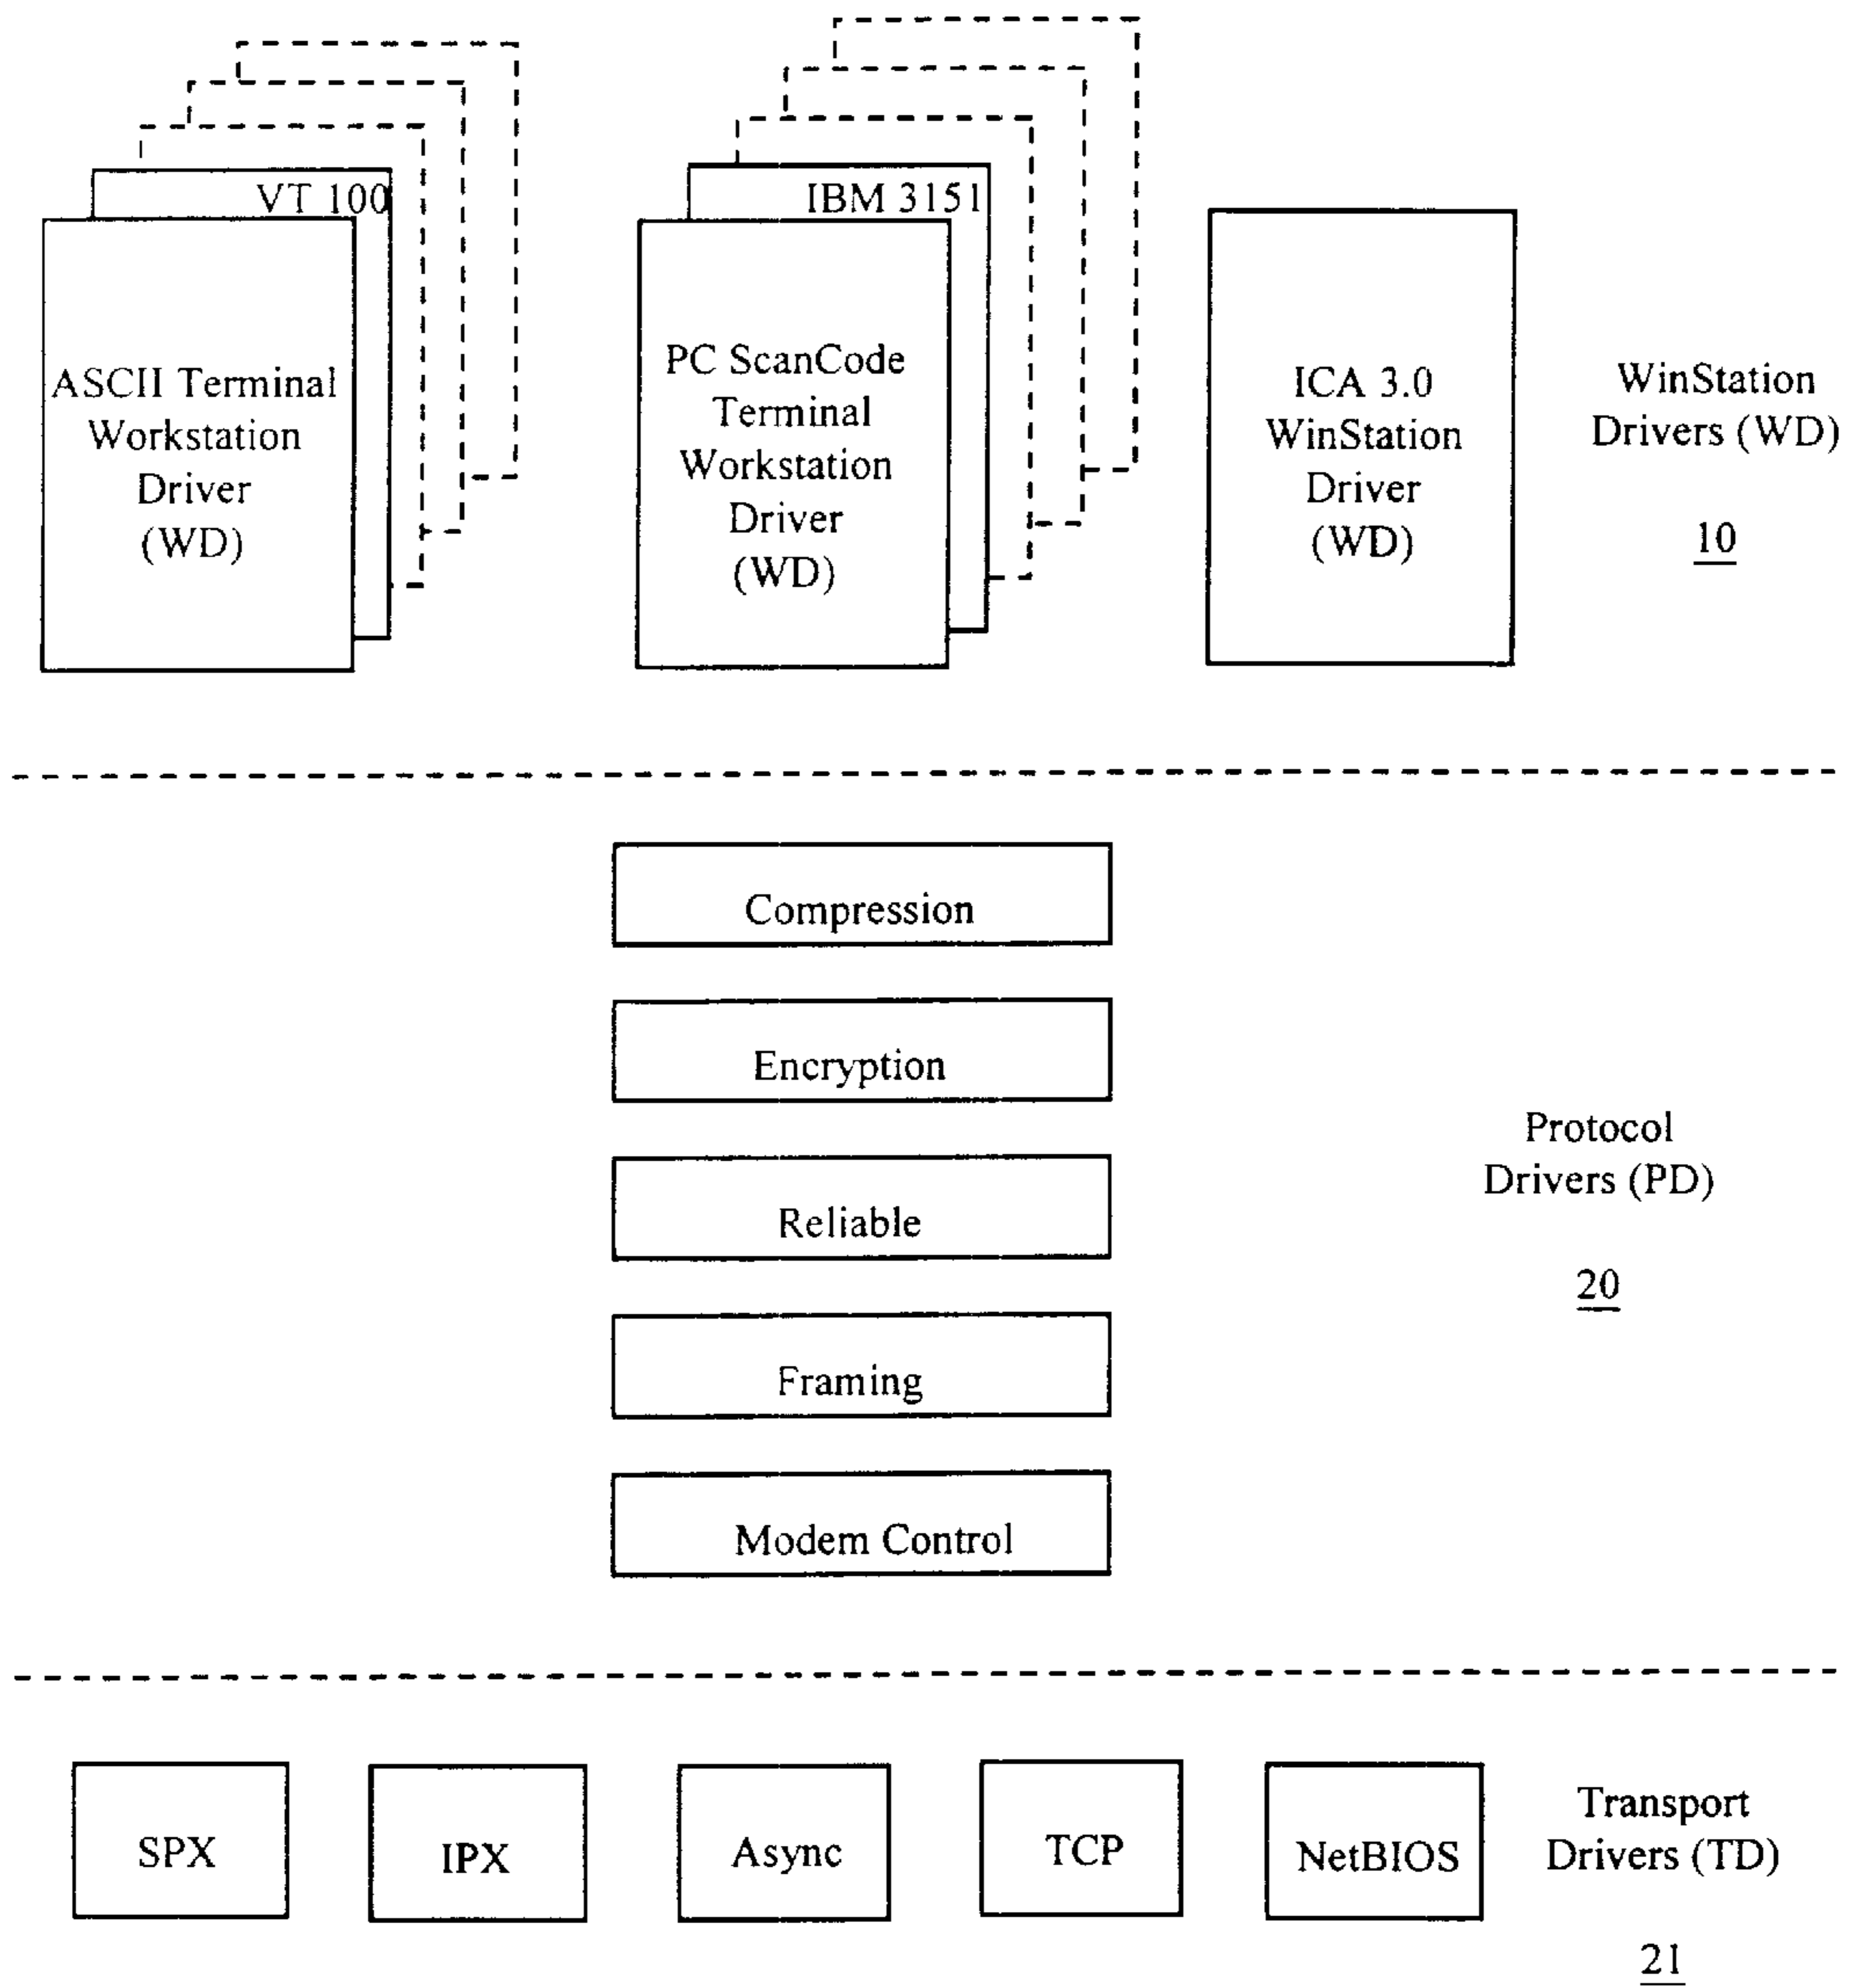 VT 100
ASCII Terminal
Workstation
Driver
(WD)
IBM 3151
PC ScanCode
Terminal
Workstation
Driver
(WD)
ICA 3.0
WinStation
Driver
(WD)
WinStation
Drivers (WD)
10
Compression
Encryption
Reliable
Framing
Modem Control
Protocol
Drivers (PD)
20
SPX
IPX
Async
TCP
NetBIOS
Transport
Drivers (TD)
21